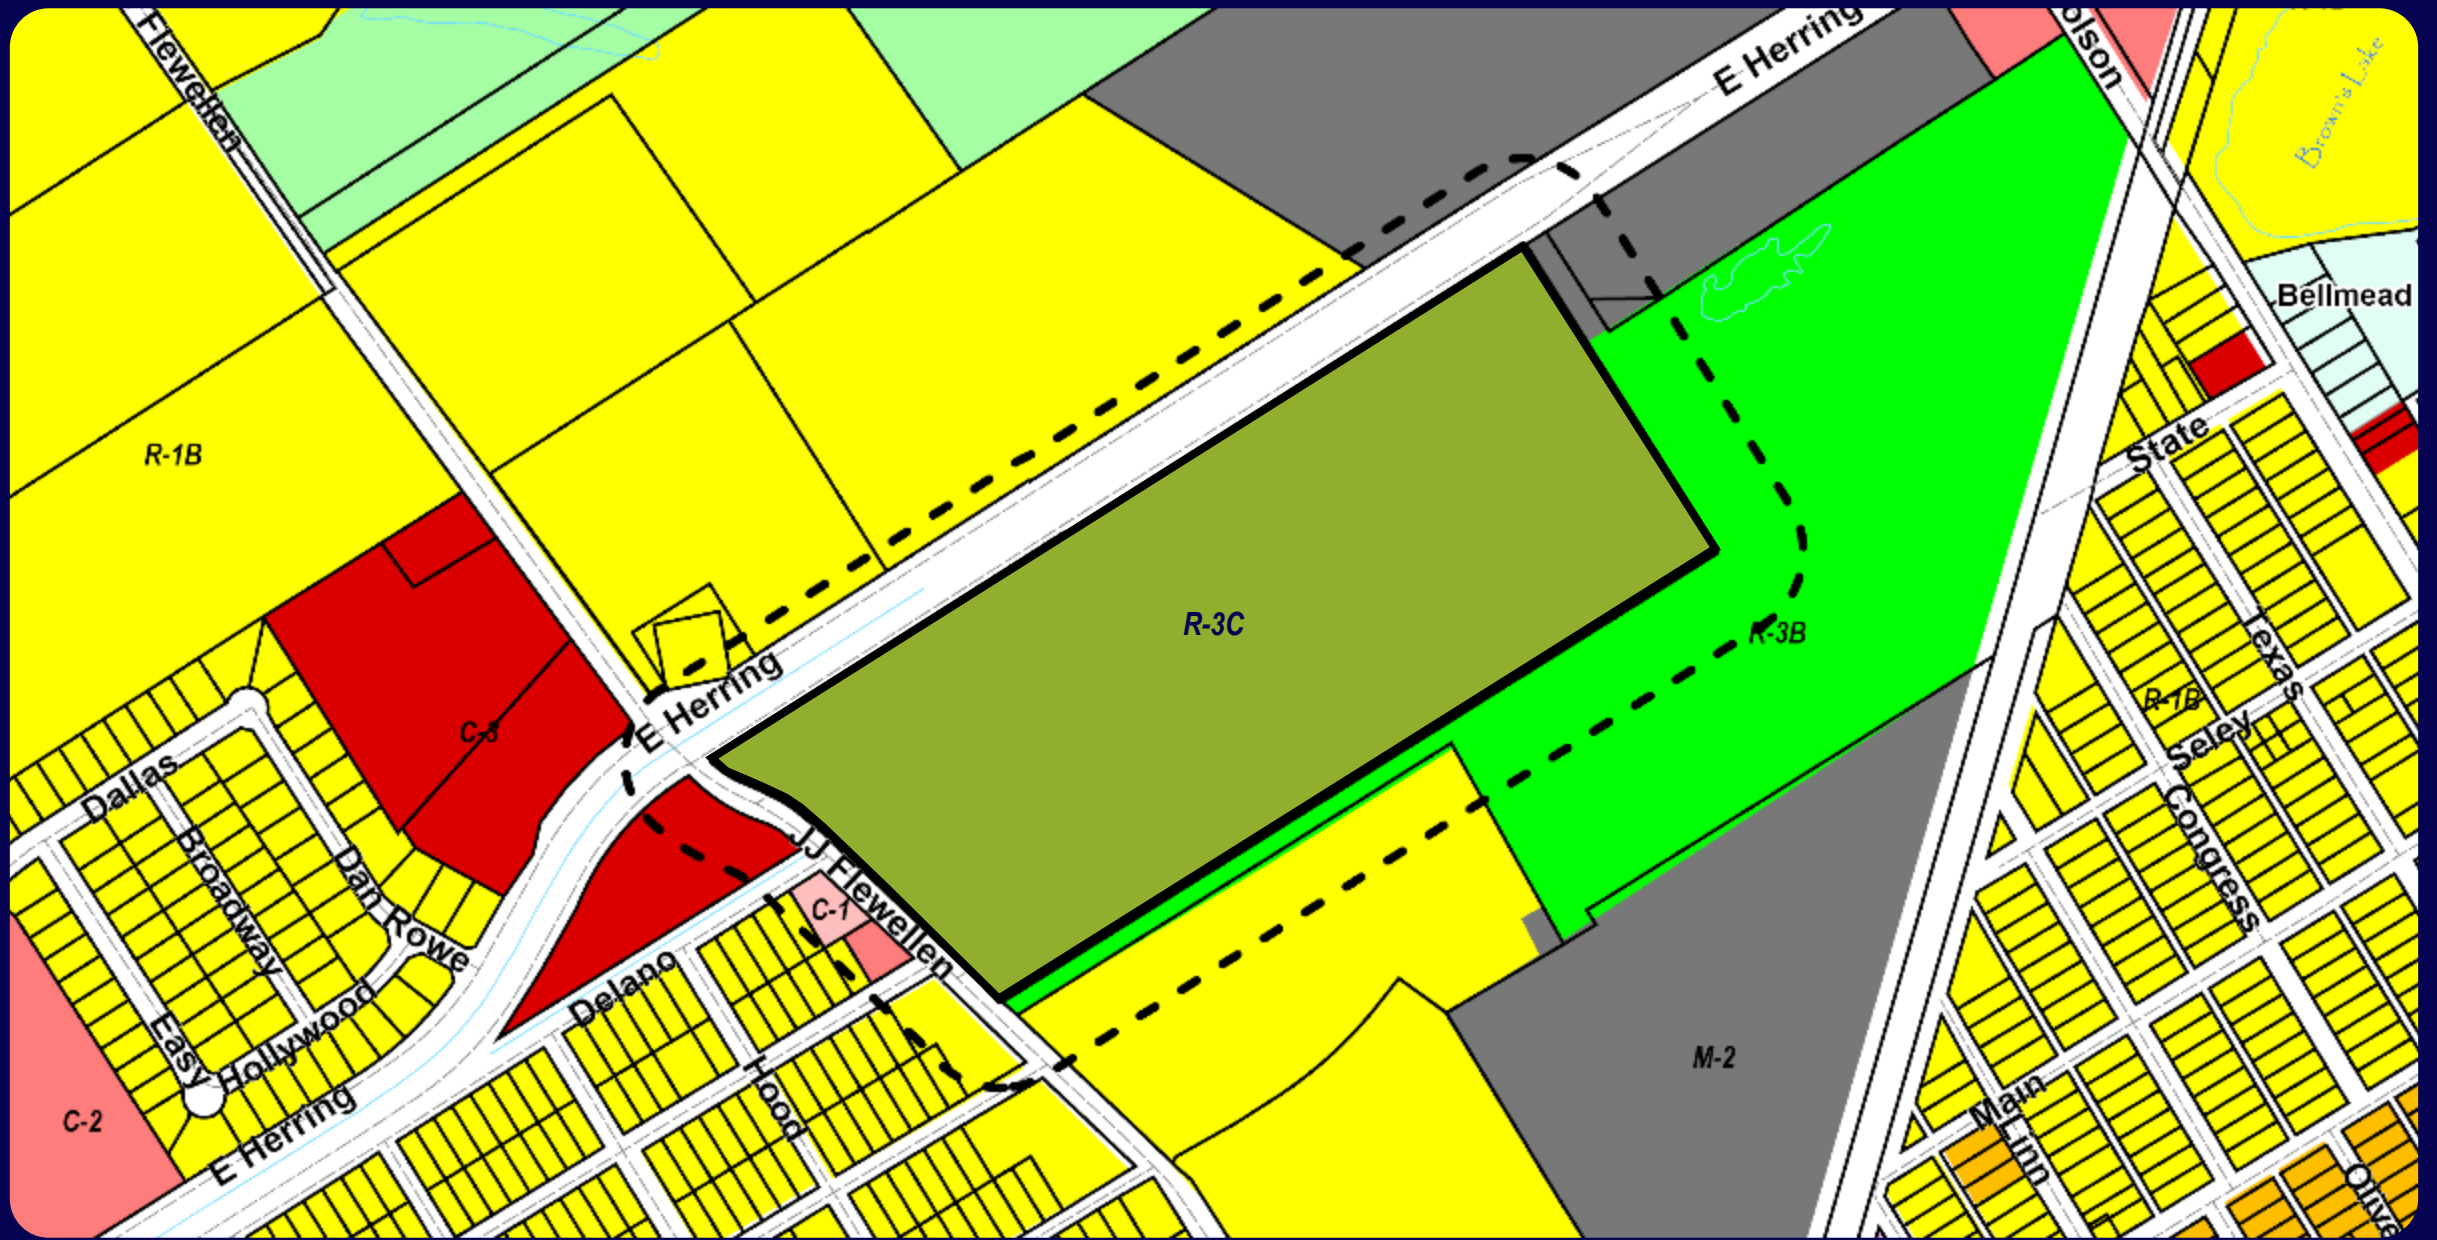 Flewellen
E Herring
olson
Brown's Lake
Bellmead
R-1B
State
R-3C
R-3B
Texas
E Herring
R-1B
C-3
Seley
Dallas
Broadway
Dan Rowe
J J Flewellen
Congress
C-1
Delano
Easy
Hollywood
Hood
M-2
Main
Linn
C-2
E Herring
Olive